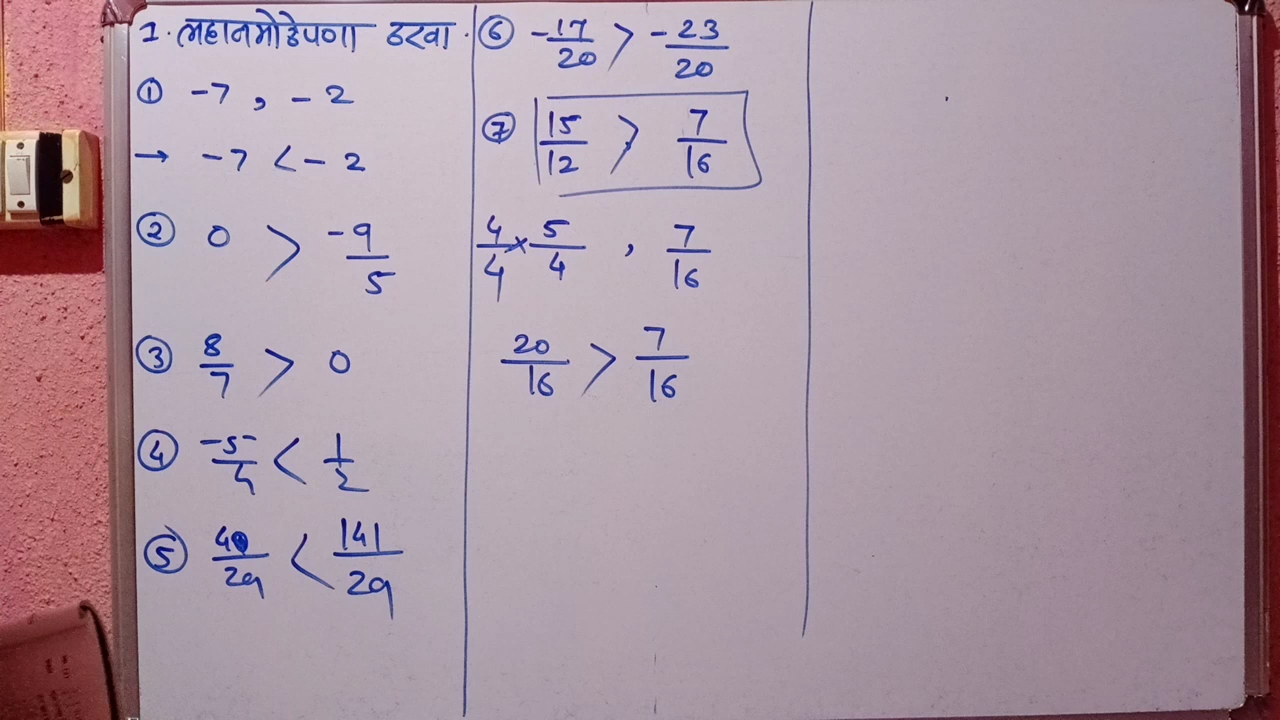 1. लहानमोठेपणा ठरवा.
① -7 , -2
→ -7 < -2
② 0 > -9/5
③ 8/7 > 0
④ -5/4 < 1/2
⑤ 40/29 < 141/29
⑥ -17/20 > -23/20
⑦ 15/12 > 7/16
4/4 × 5/4 , 7/16
20/16 > 7/16